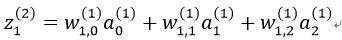 z₁⁽²⁾ = w₁,₀⁽¹⁾a₀⁽¹⁾ + w₁,₁⁽¹⁾a₁⁽¹⁾ + w₁,₂⁽¹⁾a₂⁽¹⁾↵